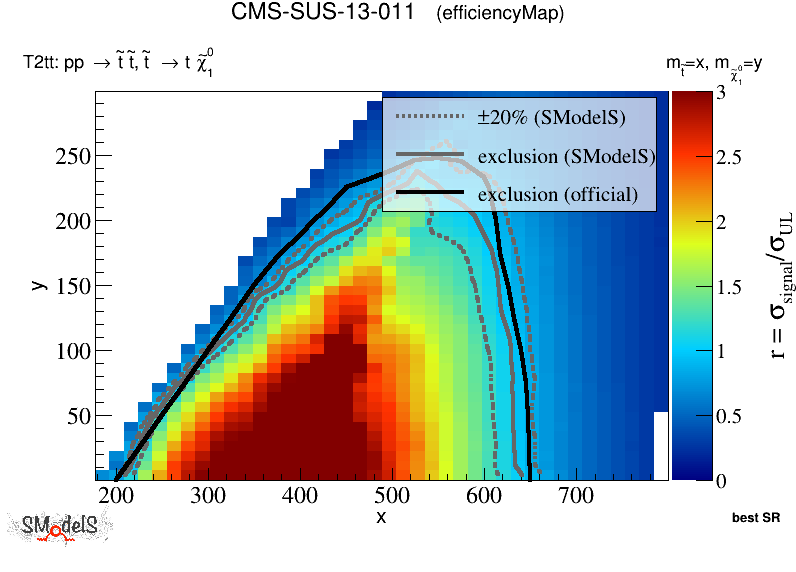 CMS-SUS-13-011 (efficiencyMap)
T2tt: pp → t̃ t̃, t̃ → t χ̃₁⁰
m_t̃=x, m_χ̃₁⁰=y
±20% (SModelS)
exclusion (SModelS)
exclusion (official)
250
200
150
100
50
y
200 300 400 500 600 700
x
3
2.5
2
1.5
1
0.5
0
r = σ_signal/σ_UL
best SR
SModelS